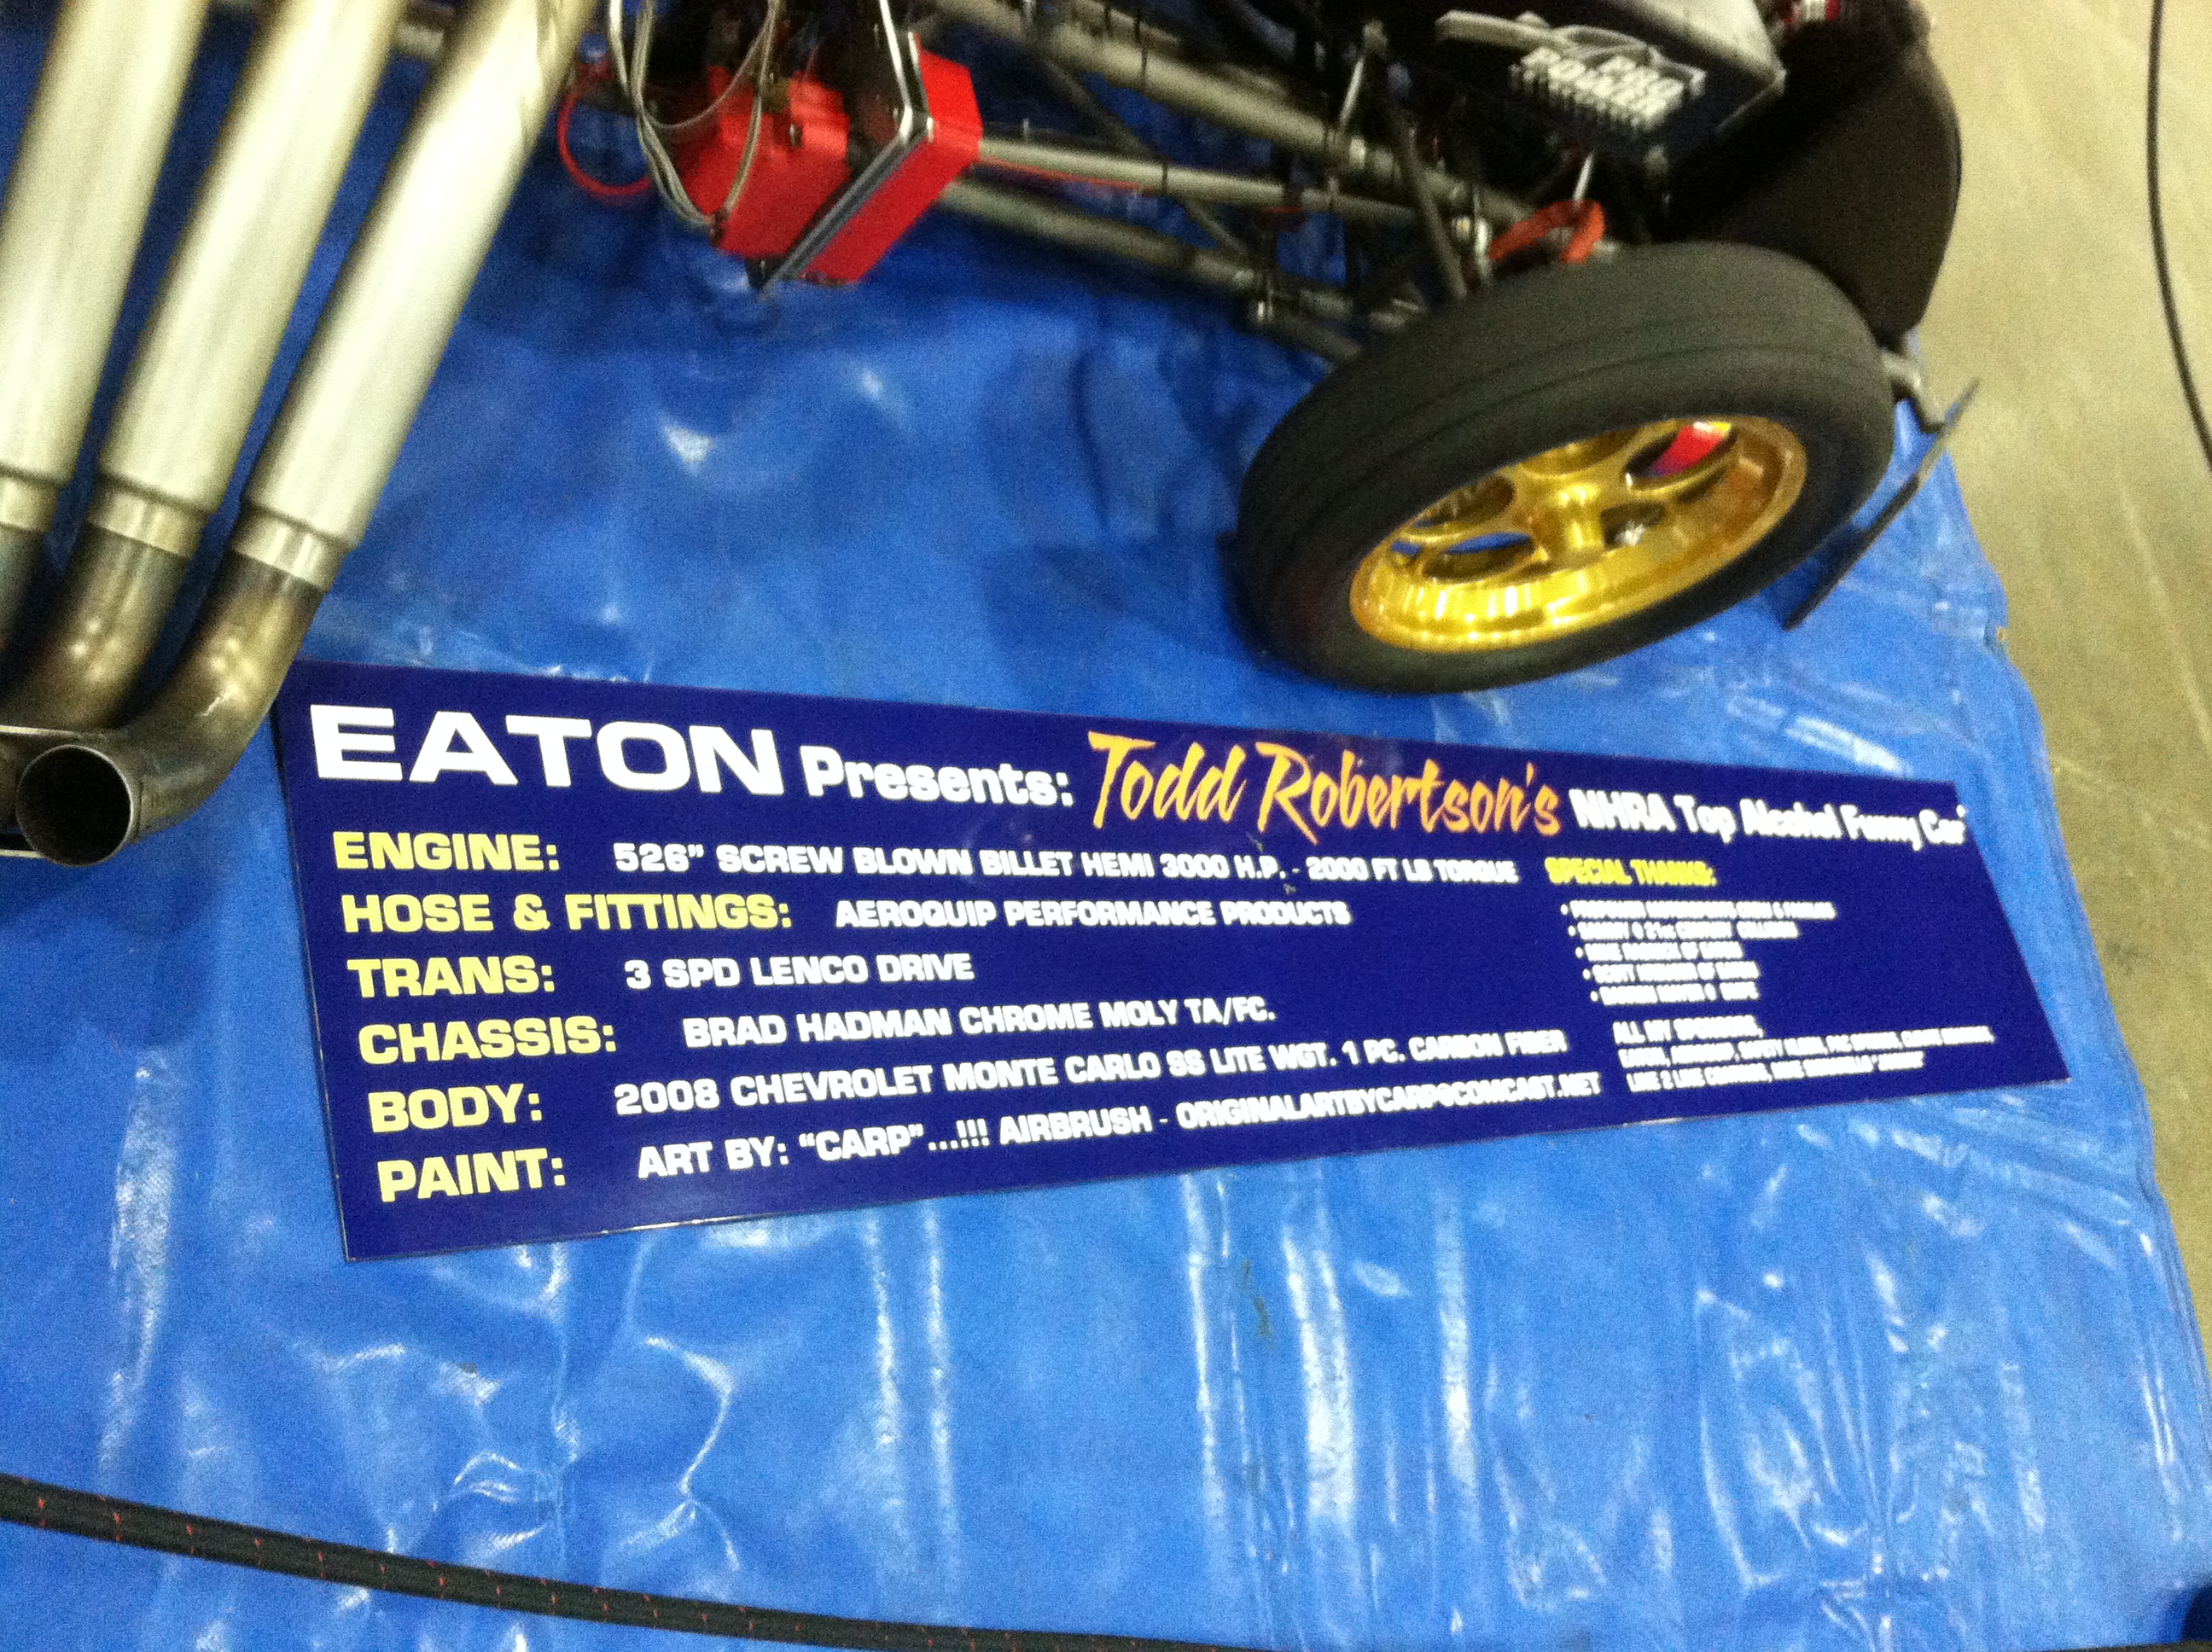 PRO
POWER
EATON Presents: Todd Robertson's NHRA Top Alcohol Funny Car
ENGINE: 526" SCREW BLOWN BILLET HEMI 3000 H.P. - 2000 FT LB TORQUE
HOSE & FITTINGS: AEROQUIP PERFORMANCE PRODUCTS
TRANS: 3 SPD LENCO DRIVE
CHASSIS: BRAD HADMAN CHROME MOLY TA/FC.
BODY: 2008 CHEVROLET MONTE CARLO SS LITE WGT. 1 PC. CARBON FIBER
PAINT: ART BY: "CARP"...!!! AIRBRUSH - ORIGINALARTBYCARP@COMCAST.NET
SPECIAL THANKS:
ALL MY SPONSORS,